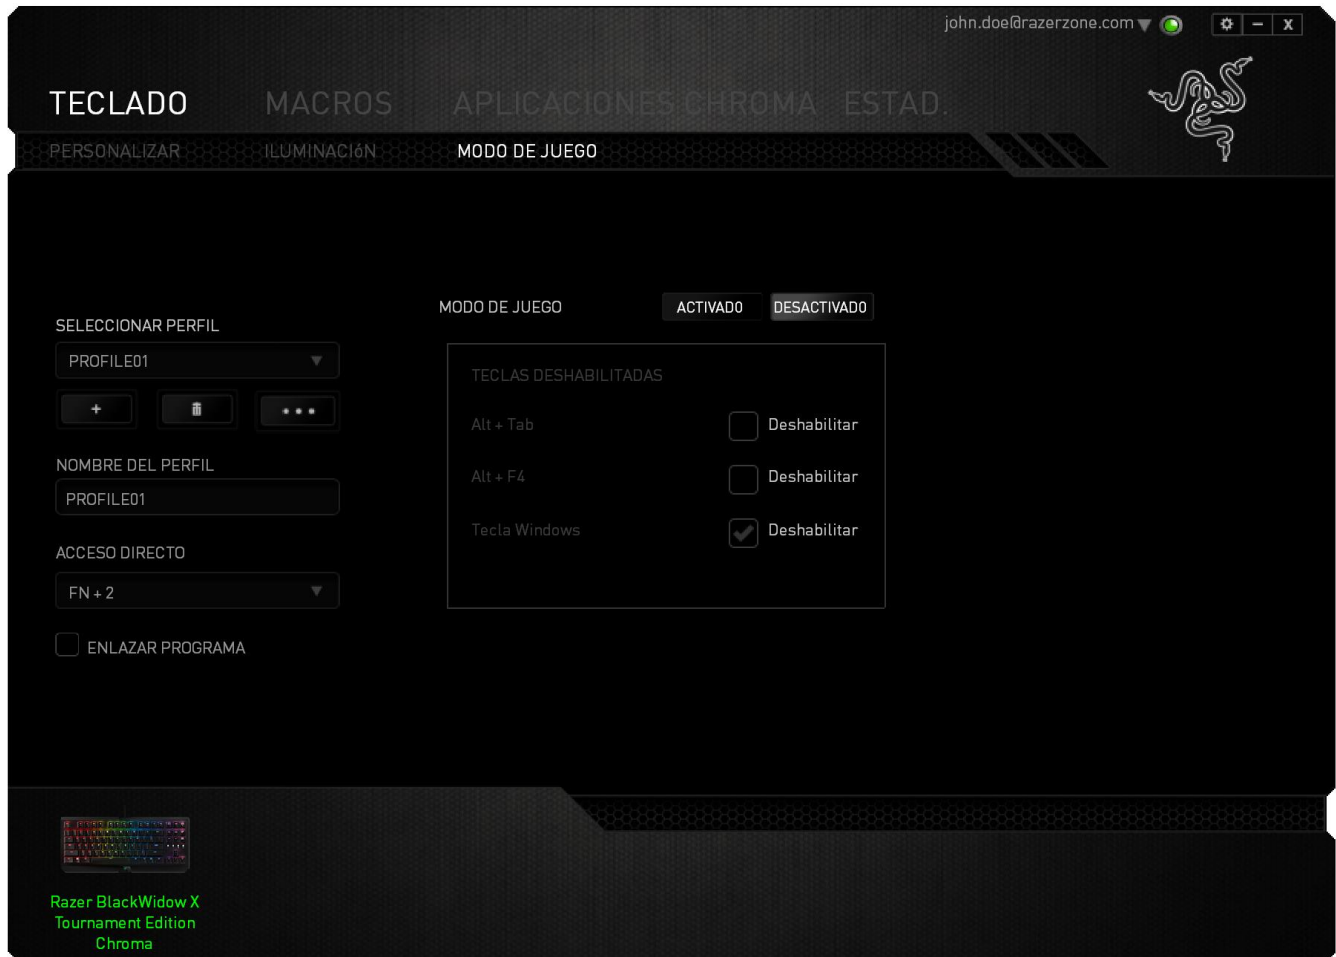 john.doe@razerzone.com
X
TECLADO MACROS APLICACIONES CHROMA ESTAD.
PERSONALIZAR ILUMINACIóN MODO DE JUEGO
MODO DE JUEGO ACTIVADO DESACTIVADO
SELECCIONAR PERFIL
PROFILE01
+ ...
NOMBRE DEL PERFIL
PROFILE01
ACCESO DIRECTO
FN + 2
ENLAZAR PROGRAMA
TECLAS DESHABILITADAS
Alt + Tab Deshabilitar
Alt + F4 Deshabilitar
Tecla Windows Deshabilitar
Razer BlackWidow X
Tournament Edition
Chroma